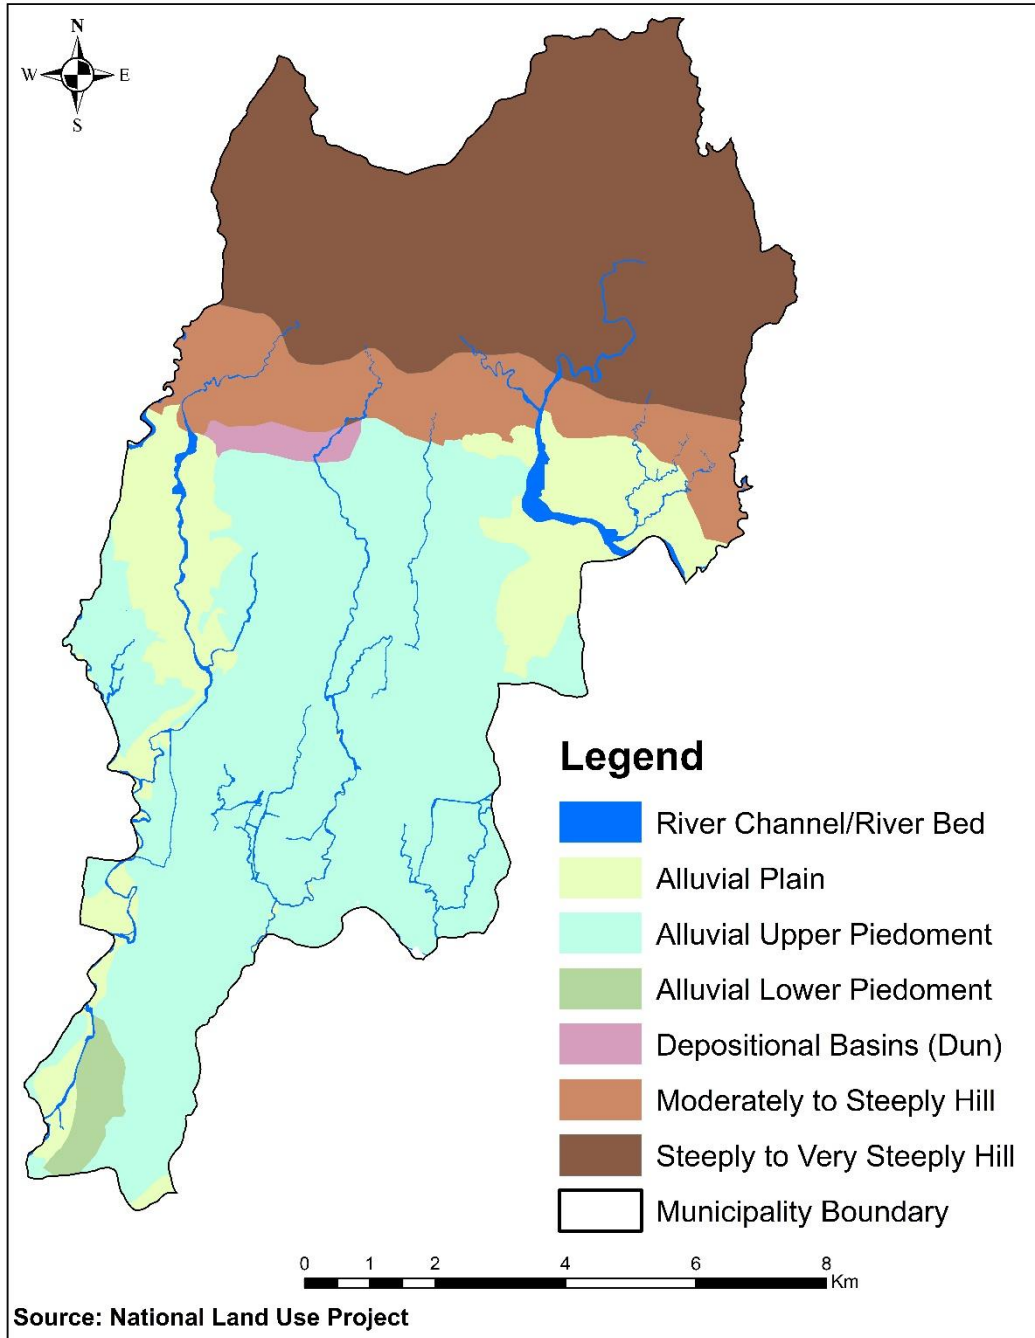 N
W E
S
Legend
River Channel/River Bed
Alluvial Plain
Alluvial Upper Piedoment
Alluvial Lower Piedoment
Depositional Basins (Dun)
Moderately to Steeply Hill
Steeply to Very Steeply Hill
Municipality Boundary
0 1 2 4 6 8
Km
Source: National Land Use Project